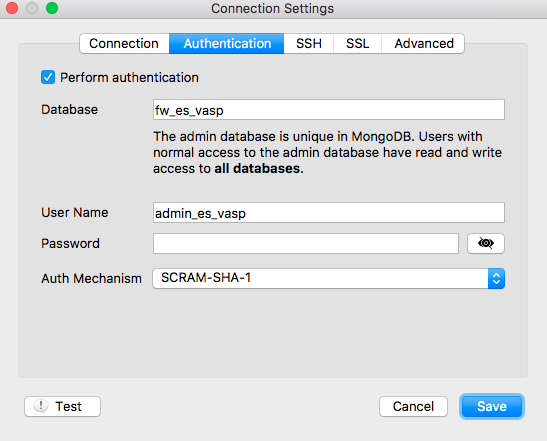 Connection Settings
Connection Authentication SSH SSL Advanced
Perform authentication
Database fw_es_vasp
The admin database is unique in MongoDB. Users with
normal access to the admin database have read and write
access to all databases.
User Name admin_es_vasp
Password
Auth Mechanism SCRAM-SHA-1
! Test Cancel Save